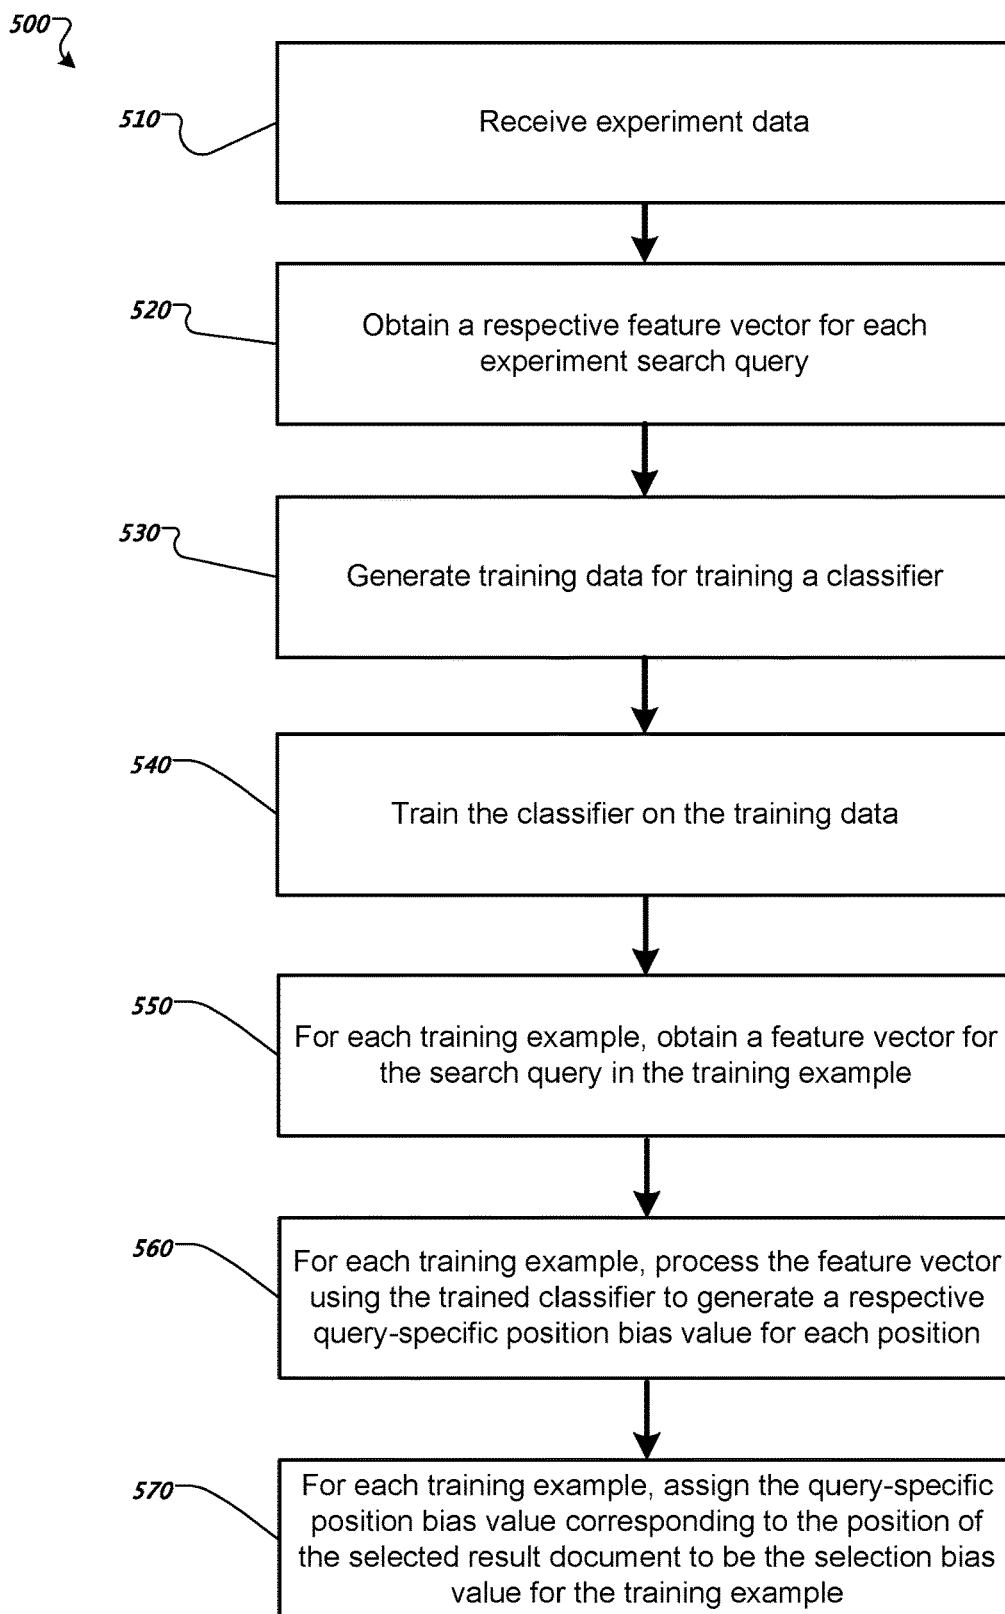 500
510
Receive experiment data
520
Obtain a respective feature vector for each
experiment search query
530
Generate training data for training a classifier
540
Train the classifier on the training data
550
For each training example, obtain a feature vector for
the search query in the training example
560
For each training example, process the feature vector
using the trained classifier to generate a respective
query-specific position bias value for each position
570
For each training example, assign the query-specific
position bias value corresponding to the position of
the selected result document to be the selection bias
value for the training example